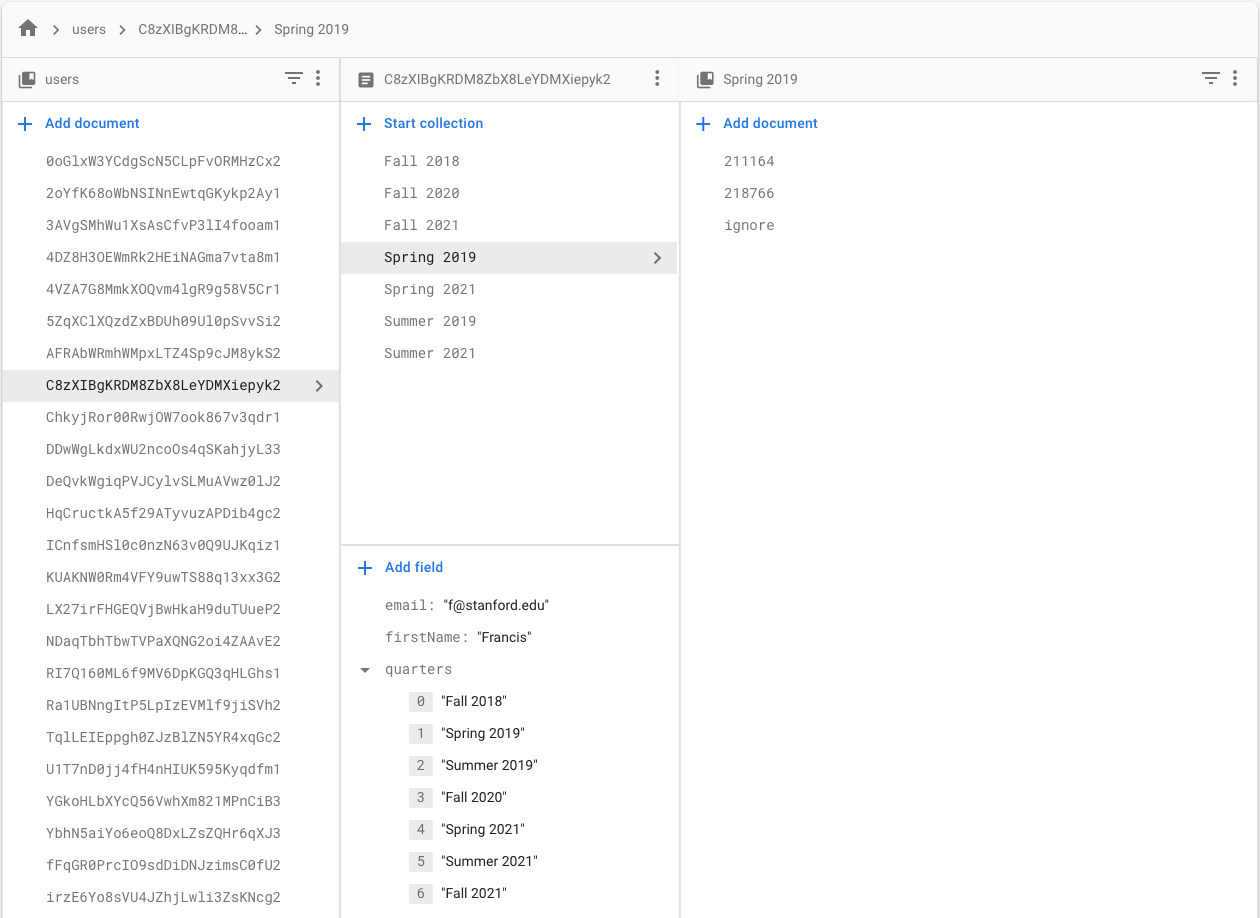 users
C8zXIBgKRDM8...
Spring 2019
users
Add document
0oGlxW3YCdgScN5CLpFvORMHzCx2
2oYfK68oWbNSINnEwtqGKykp2Ay1
3AVgSMhWu1XsAsCfvP3lI4fooam1
4DZ8H3OEWmRk2HEiNAGma7vta8m1
4VZA7G8MmkXOQvm4lgR9g58V5Cr1
5ZqXClXQzdZxBDUh09Ul0pSvvSi2
AFRAbWRmhWMpxLTZ4Sp9cJM8ykS2
C8zXIBgKRDM8ZbX8LeYDMXiepyk2
ChkyjRor00RwjOW7ook867v3qdr1
DDwWgLkdxWU2ncoOs4qSKahjyL33
DeQvkWgiqPVJCylvSLMuAVwz0lJ2
HqCructkA5f29ATyvuzAPDib4gc2
ICnfsmHSl0c0nzN63v0Q9UJKqiz1
KUAKNW0Rm4VFY9uwTS88q13xx3G2
LX27irFHGEQVjBwHkaH9duTUueP2
NDaqTbhTbwTVPaXQNG2oi4ZAAvE2
RI7Q160ML6f9MV6DpKGQ3qHLGhs1
Ra1UBNngItP5LpIzEVMlf9jiSVh2
TqlLEIEppgh0ZJzBlZN5YR4xqGc2
U1T7nD0jj4fH4nHIUK595Kyqdfm1
YGkoHLbXYcQ56VwhXm821MPnCiB3
YbhN5aiYo6eoQ8DxLZsZQHr6qXJ3
fFqGR0PrcIO9sdDiDNJzimsC0fU2
irzE6Yo8sVU4JZhjLwli3ZsKNcg2
C8zXIBgKRDM8ZbX8LeYDMXiepyk2
Start collection
Fall 2018
Fall 2020
Fall 2021
Spring 2019
Spring 2021
Summer 2019
Summer 2021
Add field
email: "f@stanford.edu"
firstName: "Francis"
quarters
0 "Fall 2018"
1 "Spring 2019"
2 "Summer 2019"
3 "Fall 2020"
4 "Spring 2021"
5 "Summer 2021"
6 "Fall 2021"
Spring 2019
Add document
211164
218766
ignore